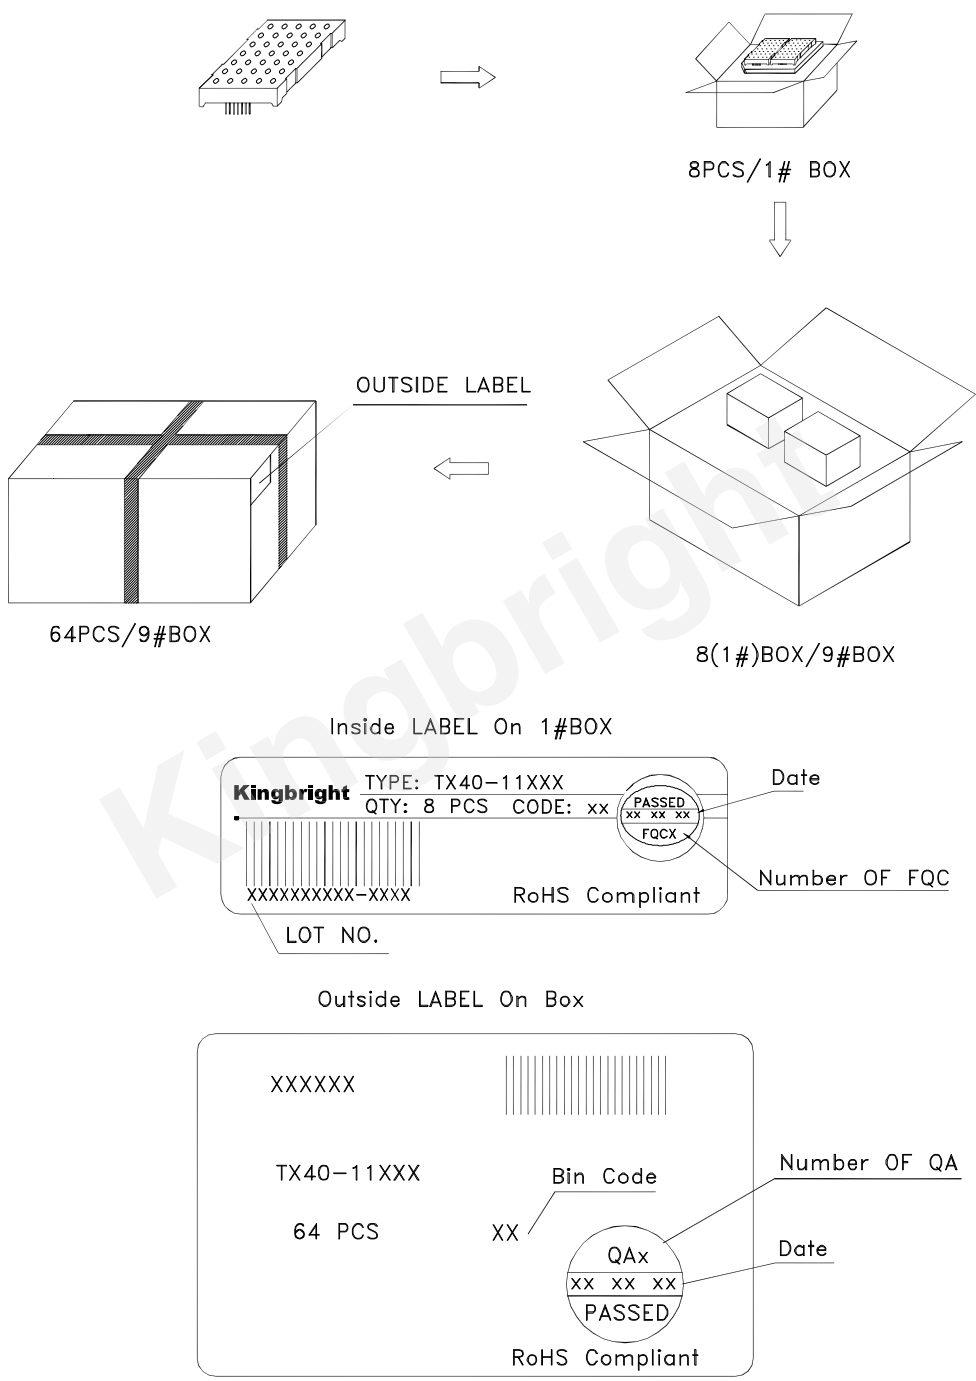 8PCS/1# BOX
OUTSIDE LABEL
64PCS/9#BOX
8(1#)BOX/9#BOX
Kingbright
Inside LABEL On 1#BOX
Kingbright
TYPE: TX40-11XXX
QTY: 8 PCS CODE: xx
PASSED
xx xx xx
FQCX
Date
Number OF FQC
XXXXXXXXXX-XXXX
RoHS Compliant
LOT NO.
Outside LABEL On Box
XXXXXX
TX40-11XXX
Bin Code
Number OF QA
64 PCS
XX
QAx
Date
xx xx xx
PASSED
RoHS Compliant